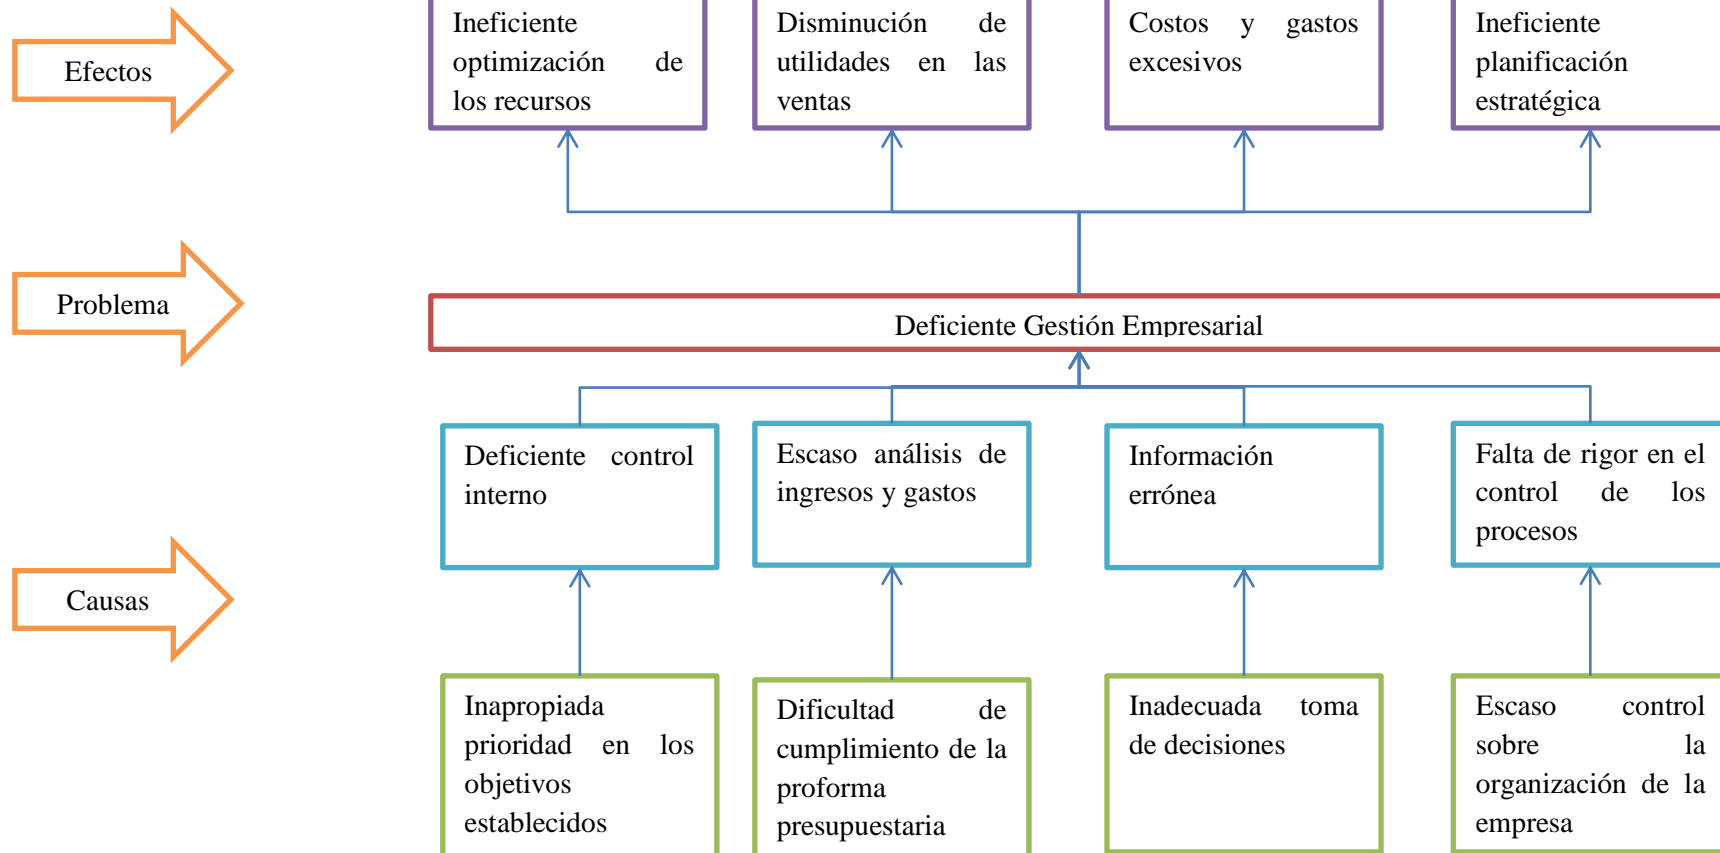 Efectos
Ineficiente
optimización de
los recursos
Disminución de
utilidades en las
ventas
Costos y gastos
excesivos
Ineficiente
planificación
estratégica
Problema
Deficiente Gestión Empresarial
Causas
Deficiente control
interno
Escaso análisis de
ingresos y gastos
Información
errónea
Falta de rigor en el
control de los
procesos
Inapropiada
prioridad en los
objetivos
establecidos
Dificultad de
cumplimiento de la
proforma
presupuestaria
Inadecuada toma
de decisiones
Escaso control
sobre la
organización de la
empresa